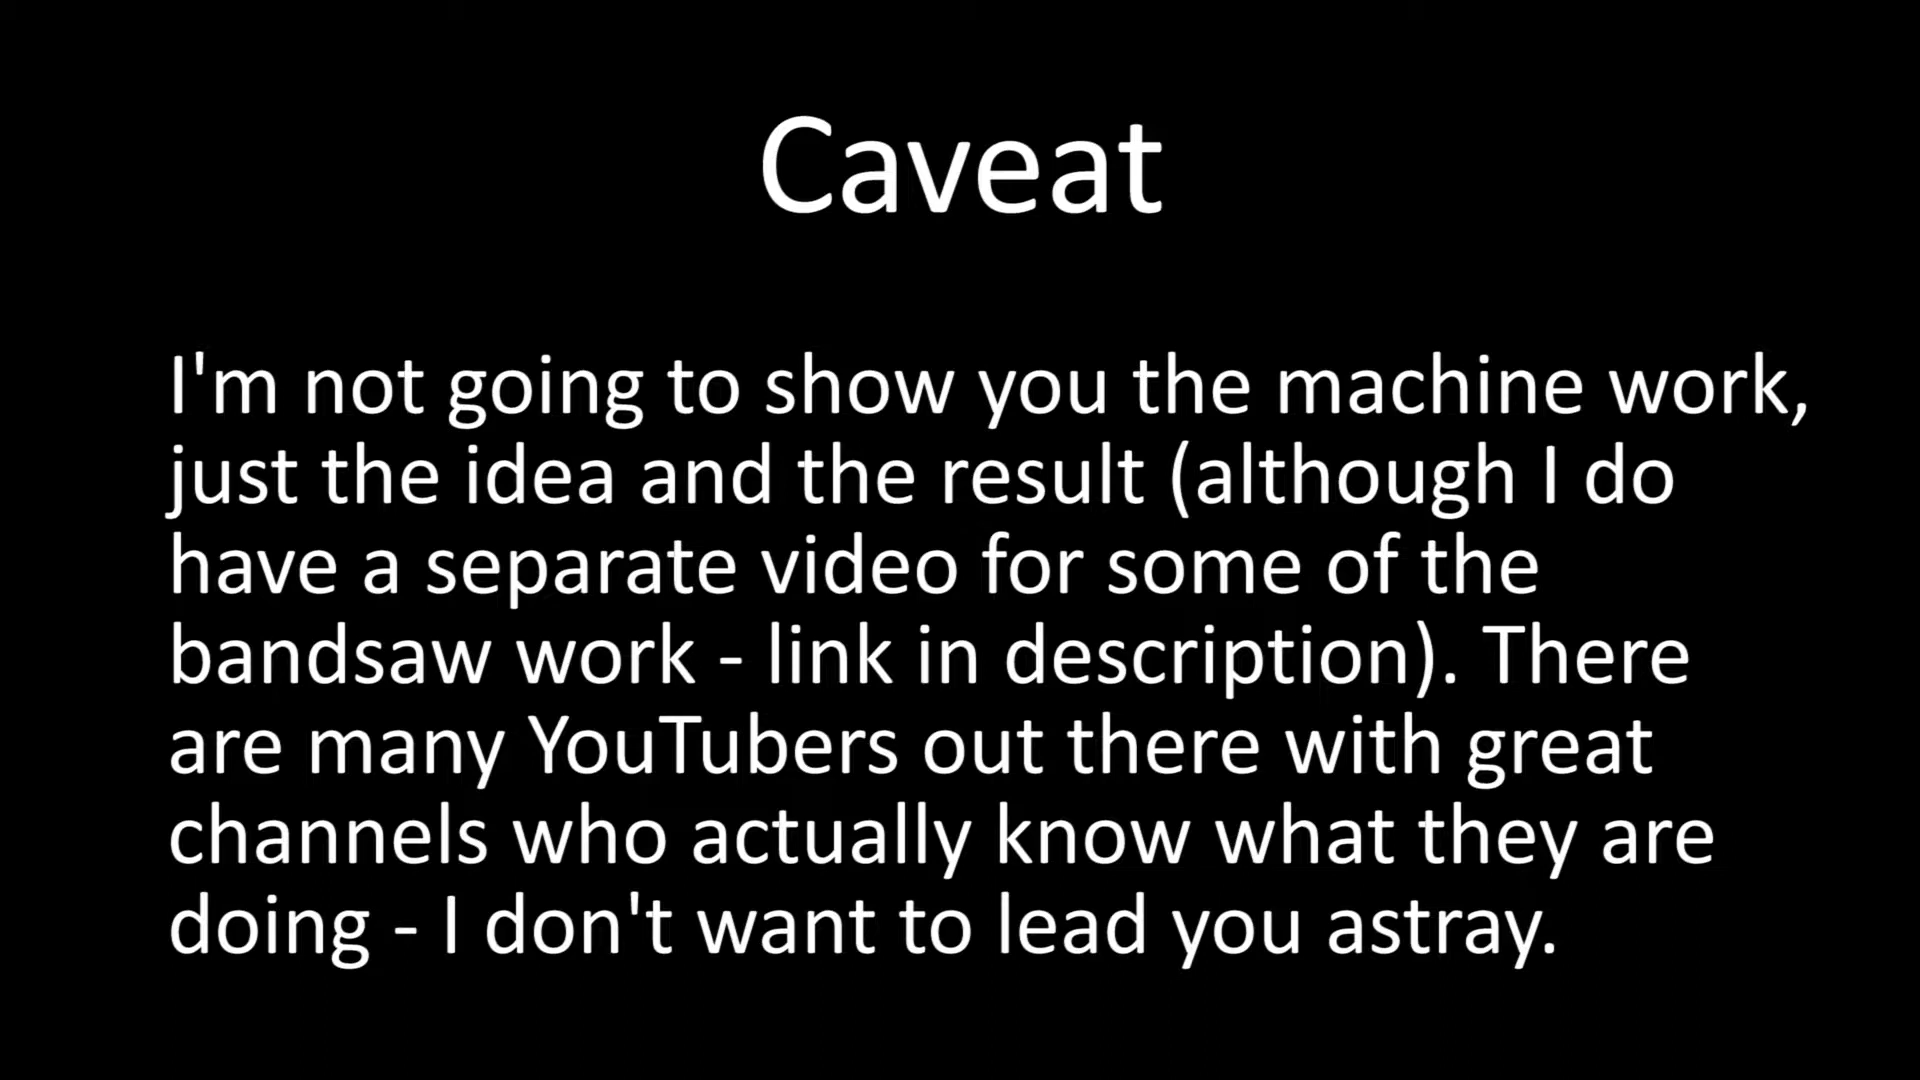 Caveat
I'm not going to show you the machine work,
just the idea and the result (although I do
have a separate video for some of the
bandsaw work - link in description). There
are many YouTubers out there with great
channels who actually know what they are
doing - I don't want to lead you astray.